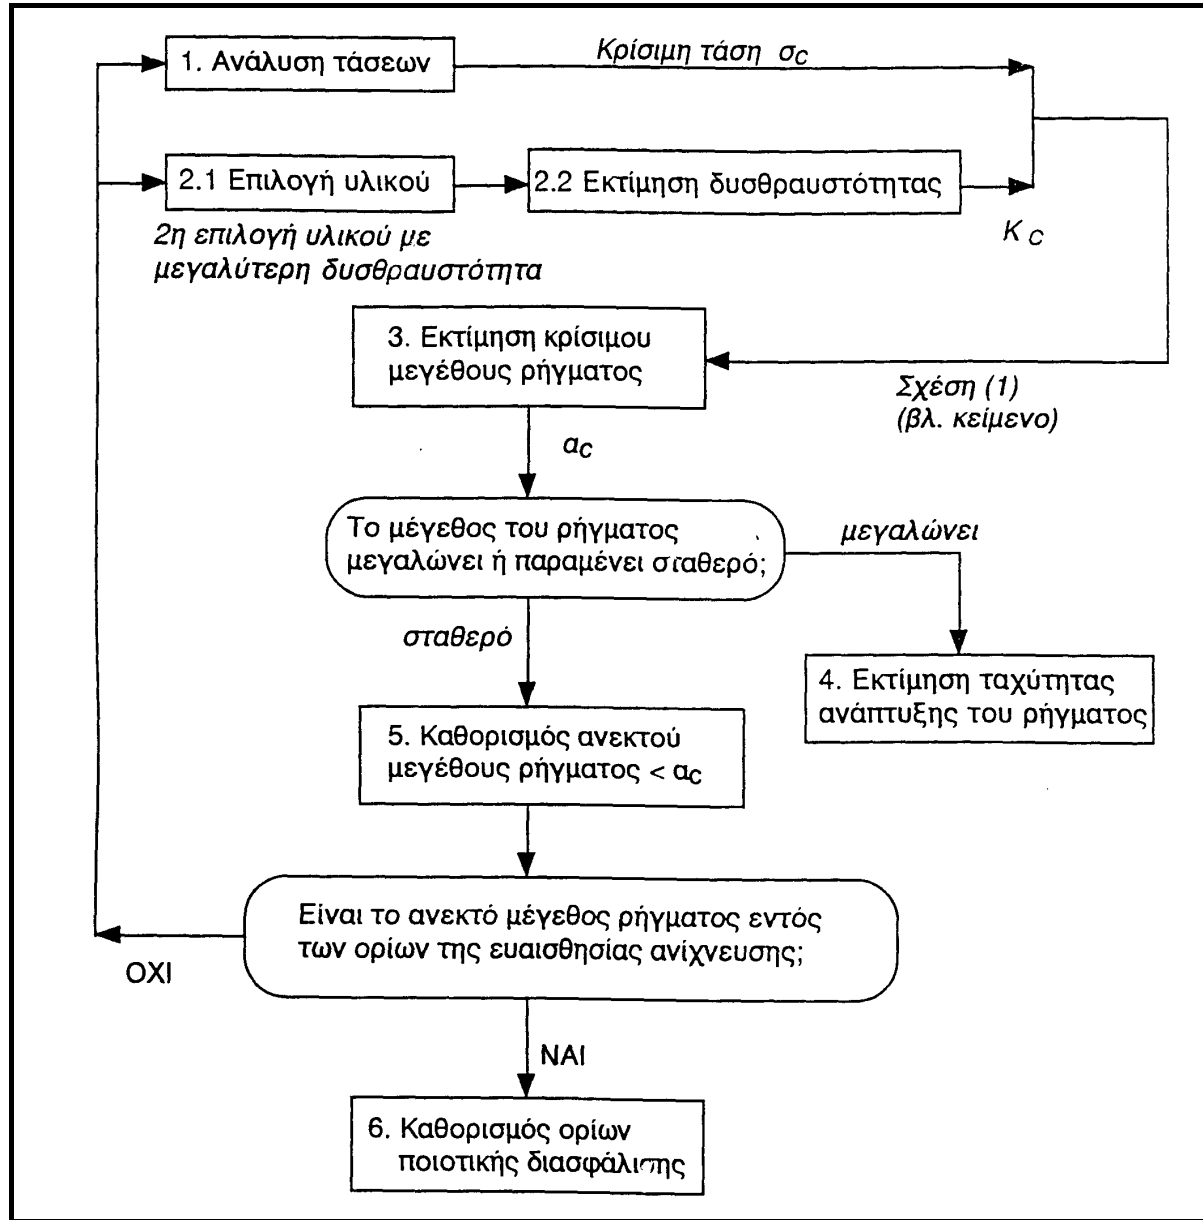 1. Ανάλυση τάσεων
Κρίσιμη τάση σC
2.1 Επιλογή υλικού
2.2 Εκτίμηση δυσθραυστότητας
KC
2η επιλογή υλικού με
μεγαλύτερη δυσθραυστότητα
3. Εκτίμηση κρίσιμου
μεγέθους ρήγματος
Σχέση (1)
(βλ. κείμενο)
αC
Το μέγεθος του ρήγματος
μεγαλώνει ή παραμένει σταθερό;
μεγαλώνει
σταθερό
4. Εκτίμηση ταχύτητας
ανάπτυξης του ρήγματος
5. Καθορισμός ανεκτού
μεγέθους ρήγματος < αC
Είναι το ανεκτό μέγεθος ρήγματος εντός
των ορίων της ευαισθησίας ανίχνευσης;
ΟΧΙ
ΝΑΙ
6. Καθορισμός ορίων
ποιοτικής διασφάλισης